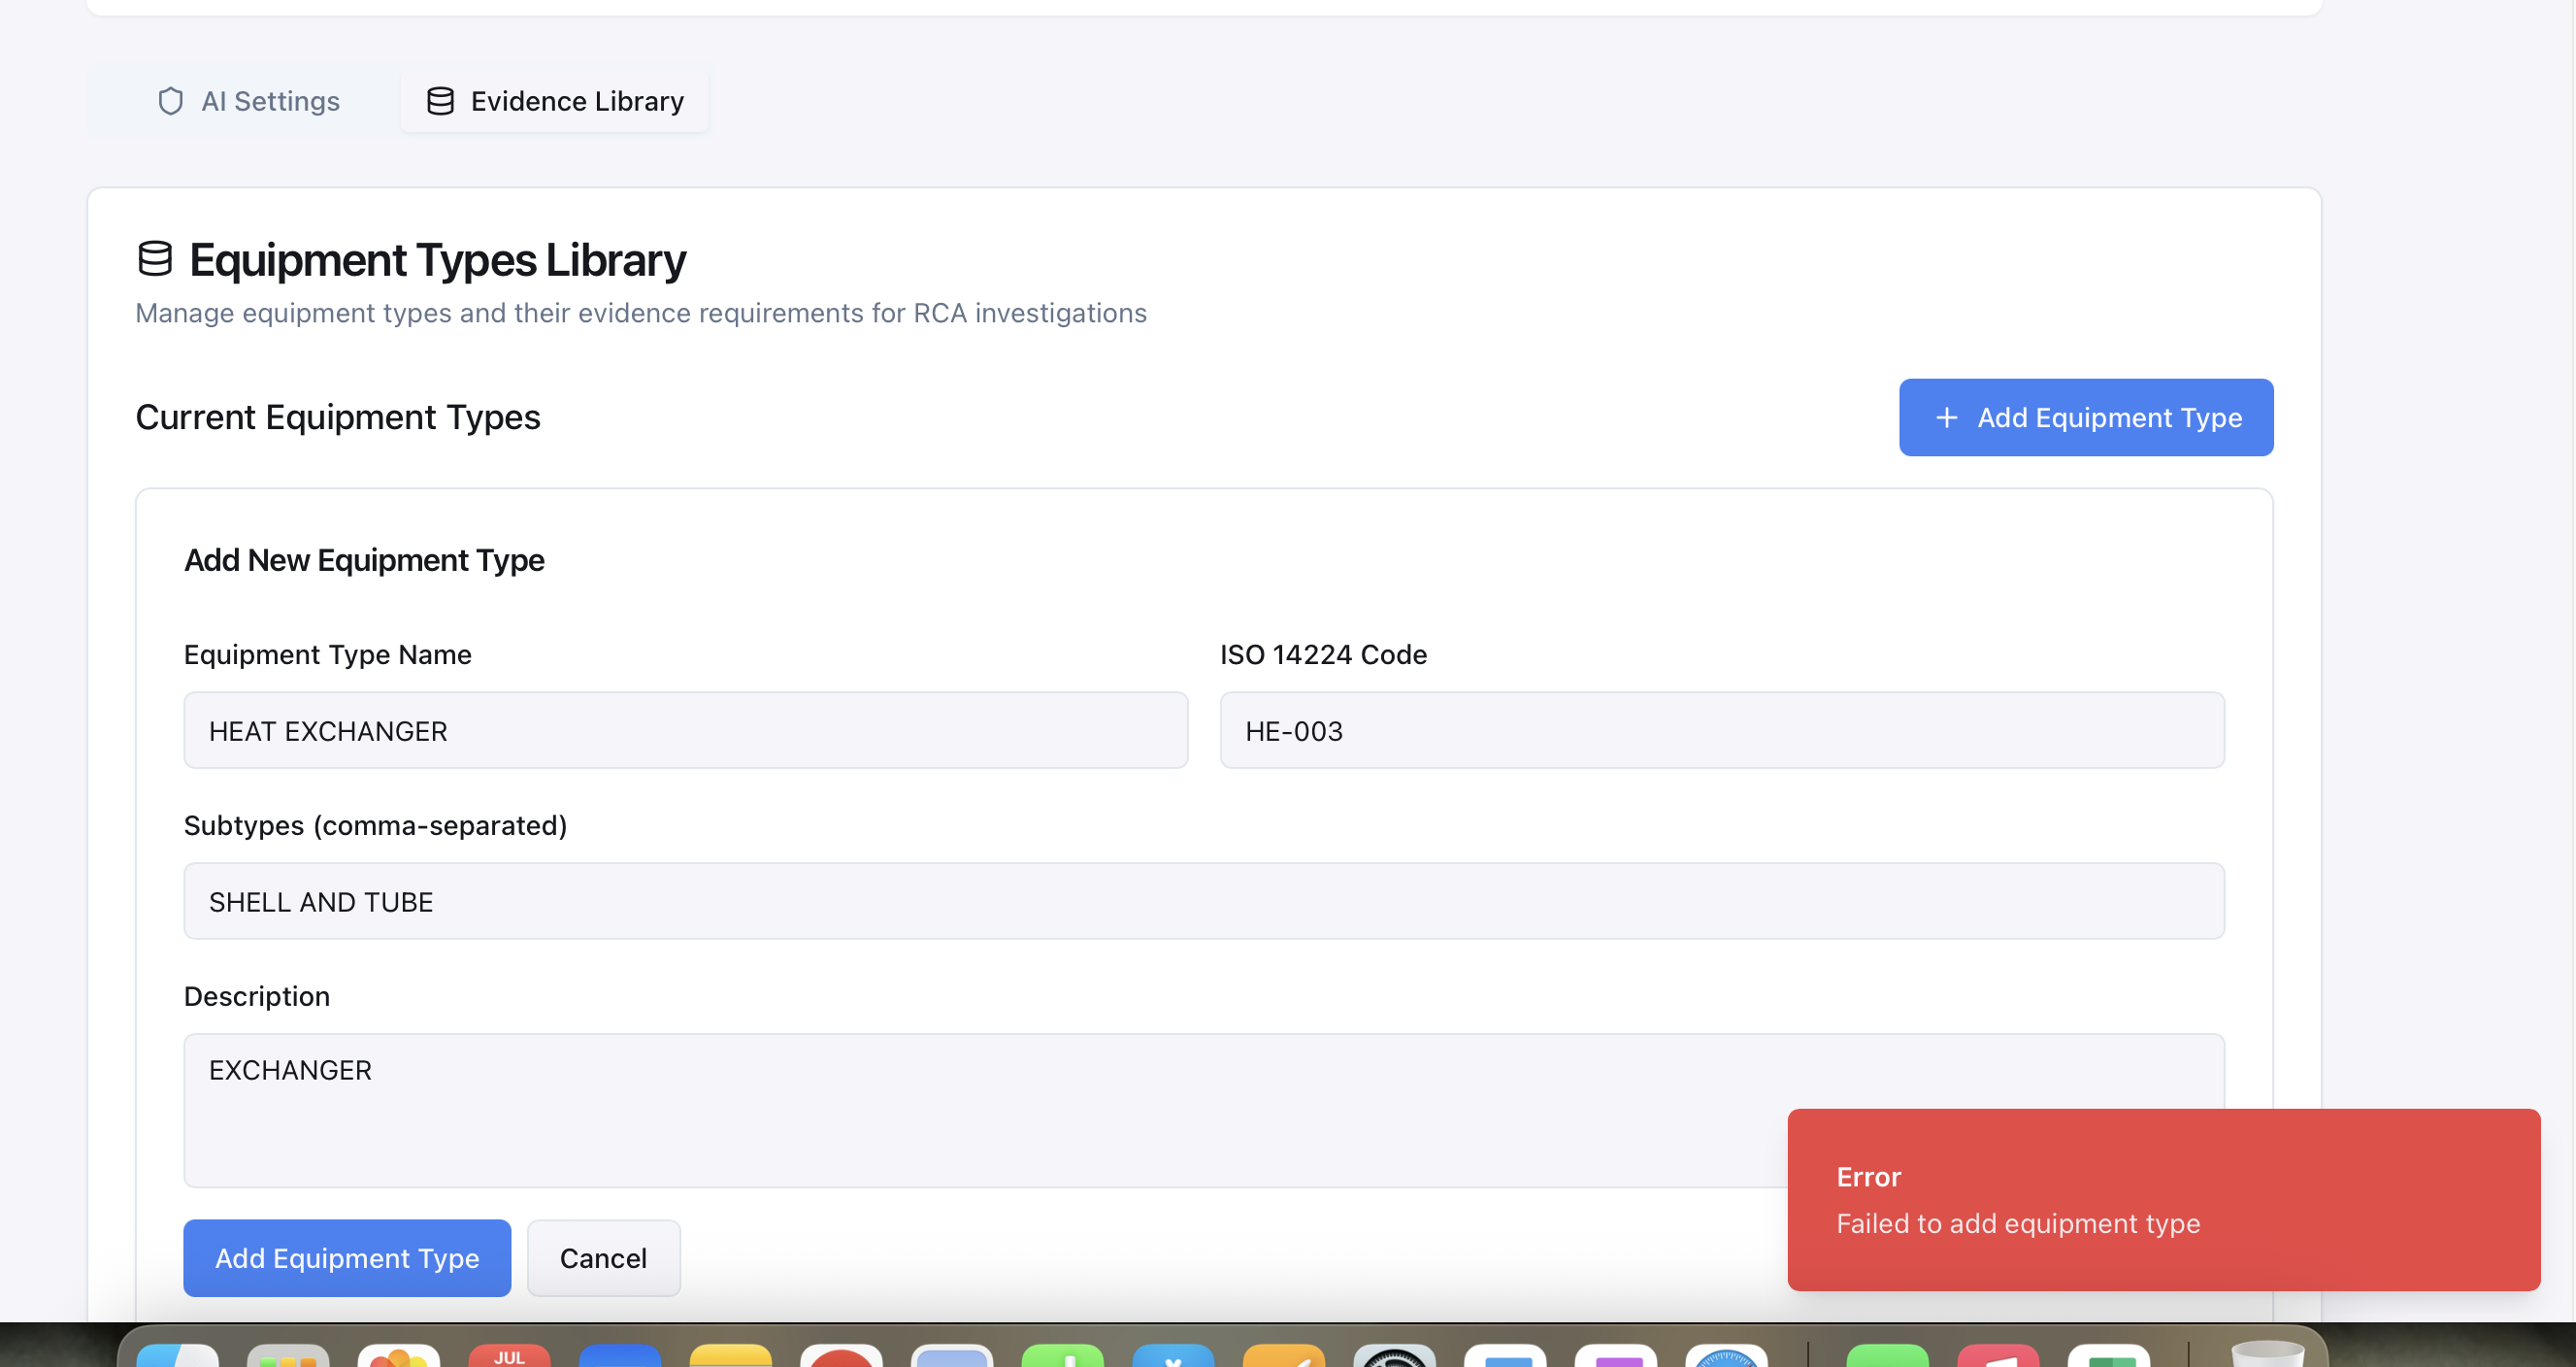 AI Settings
Evidence Library
Equipment Types Library
Manage equipment types and their evidence requirements for RCA investigations
Current Equipment Types
+ Add Equipment Type
Add New Equipment Type
Equipment Type Name
ISO 14224 Code
HEAT EXCHANGER
HE-003
Subtypes (comma-separated)
SHELL AND TUBE
Description
EXCHANGER
Error
Failed to add equipment type
Add Equipment Type
Cancel
JUL